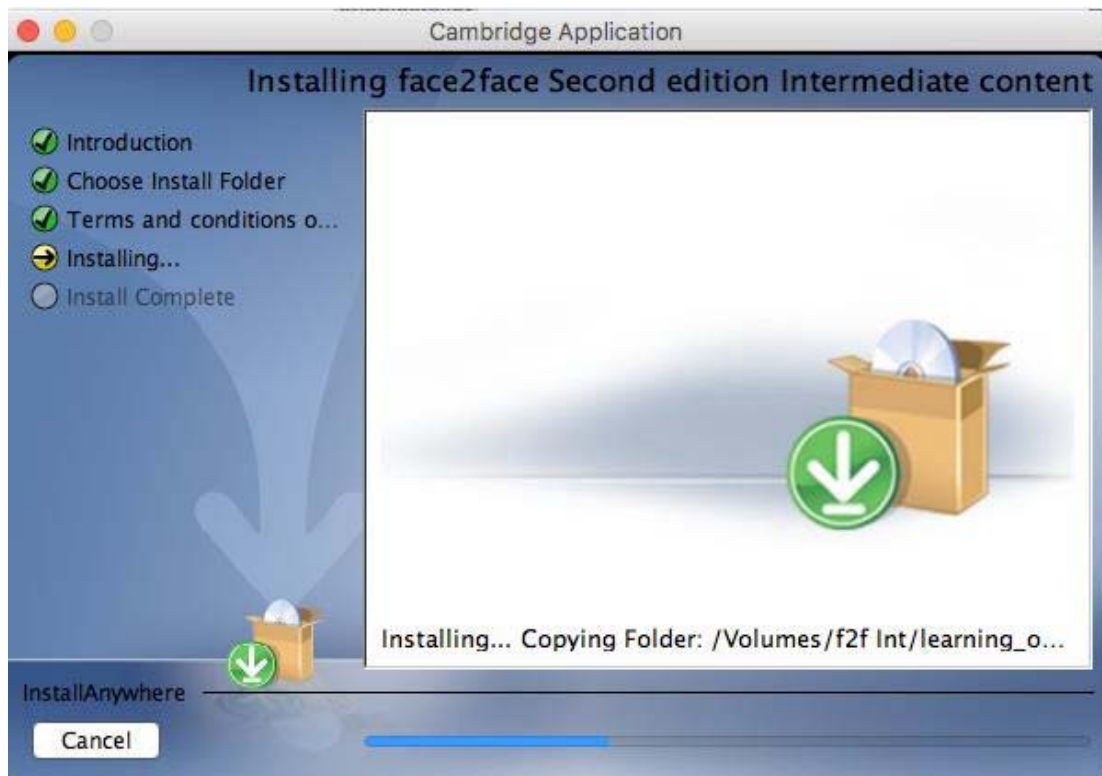 Cambridge Application
Installing face2face Second edition Intermediate content
Introduction
Choose Install Folder
Terms and conditions o...
Installing...
Install Complete
Installing... Copying Folder: /Volumes/f2f Int/learning_o...
InstallAnywhere
Cancel